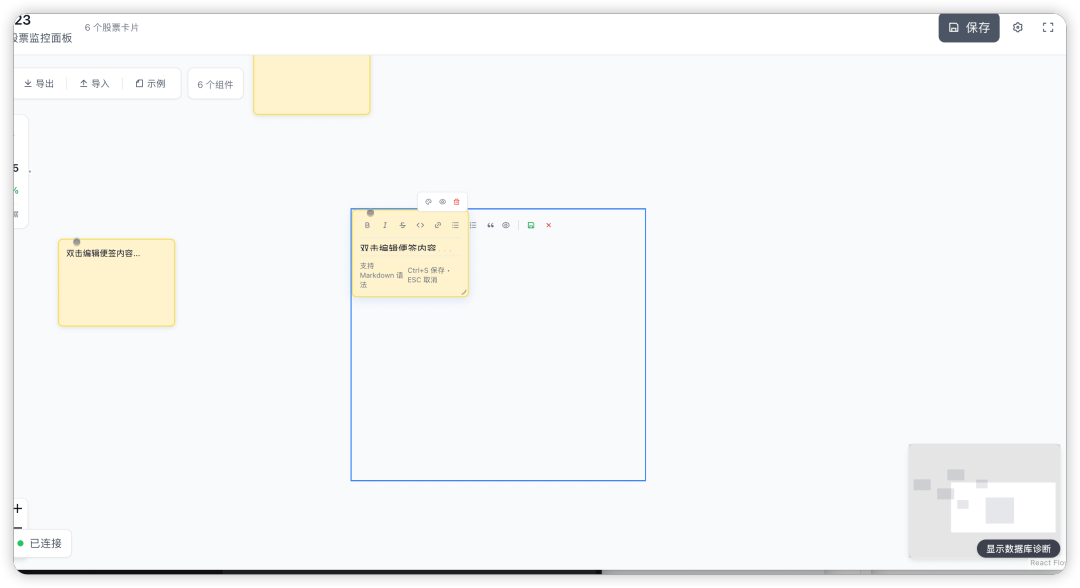 23
6 个股票卡片
保存
股票监控面板
导出
导入
示例
6 个组件
5
%
双击编辑便签内容...
B I S
双击编辑便签内容...
支持 Markdown 语法
Ctrl+S 保存 • ESC 取消
已连接
显示数据库诊断
React Flo